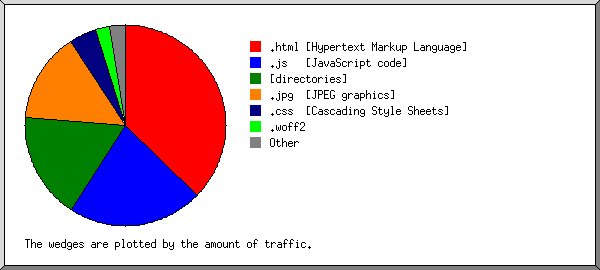 .html [Hypertext Markup Language]
.js [JavaScript code]
[directories]
.jpg [JPEG graphics]
.css [Cascading Style Sheets]
.woff2
Other
The wedges are plotted by the amount of traffic.